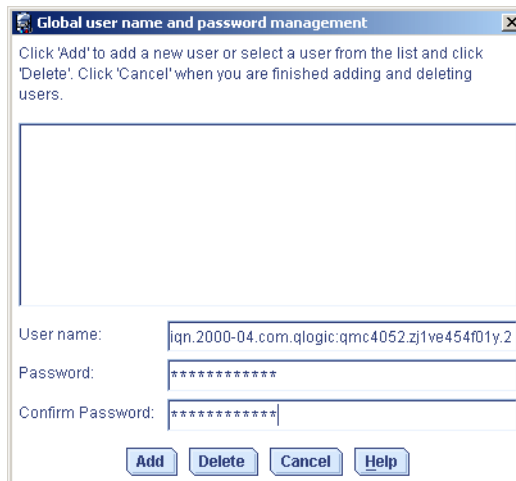 Global user name and password management
Click 'Add' to add a new user or select a user from the list and click
'Delete'. Click 'Cancel' when you are finished adding and deleting
users.
User name:
iqn.2000-04.com.qlogic:qmc4052.zj1ve454f01y.2
Password:
************
Confirm Password:
************
Add
Delete
Cancel
Help